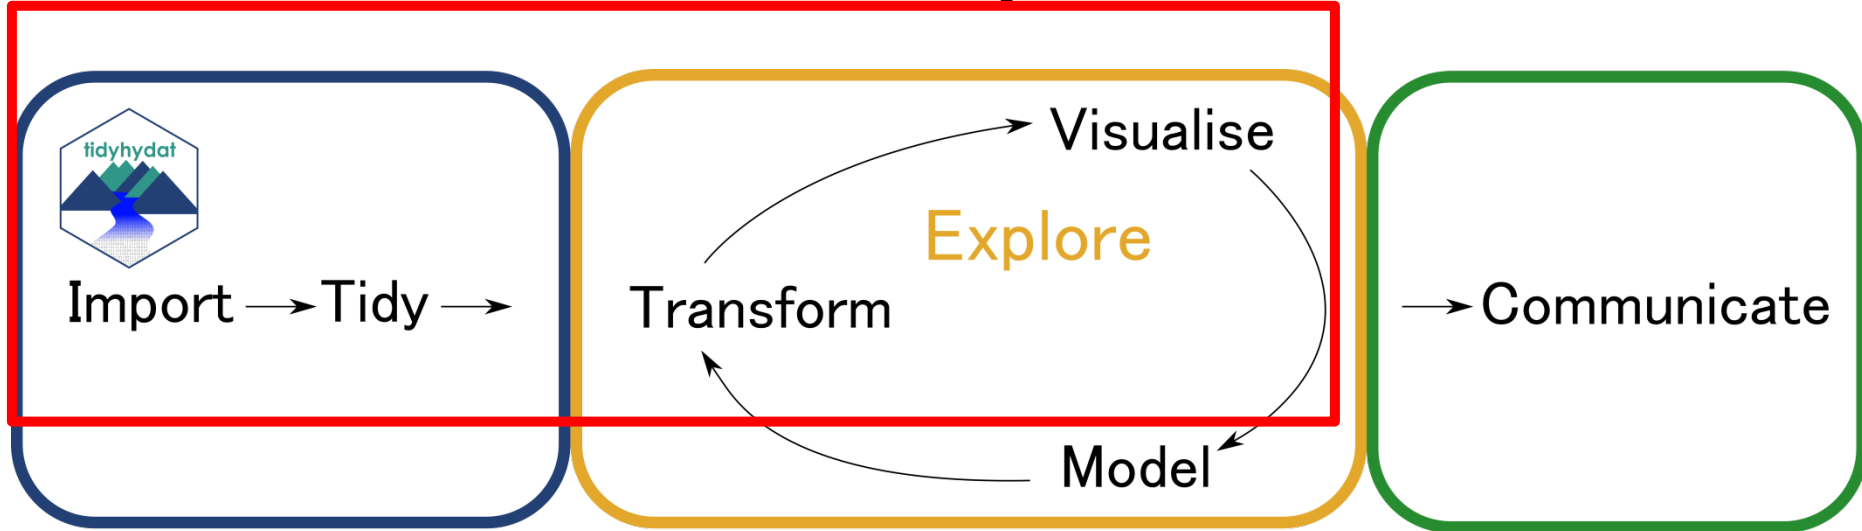 tidyhydat
Import
Tidy
Transform
Visualise
Explore
Model
Communicate